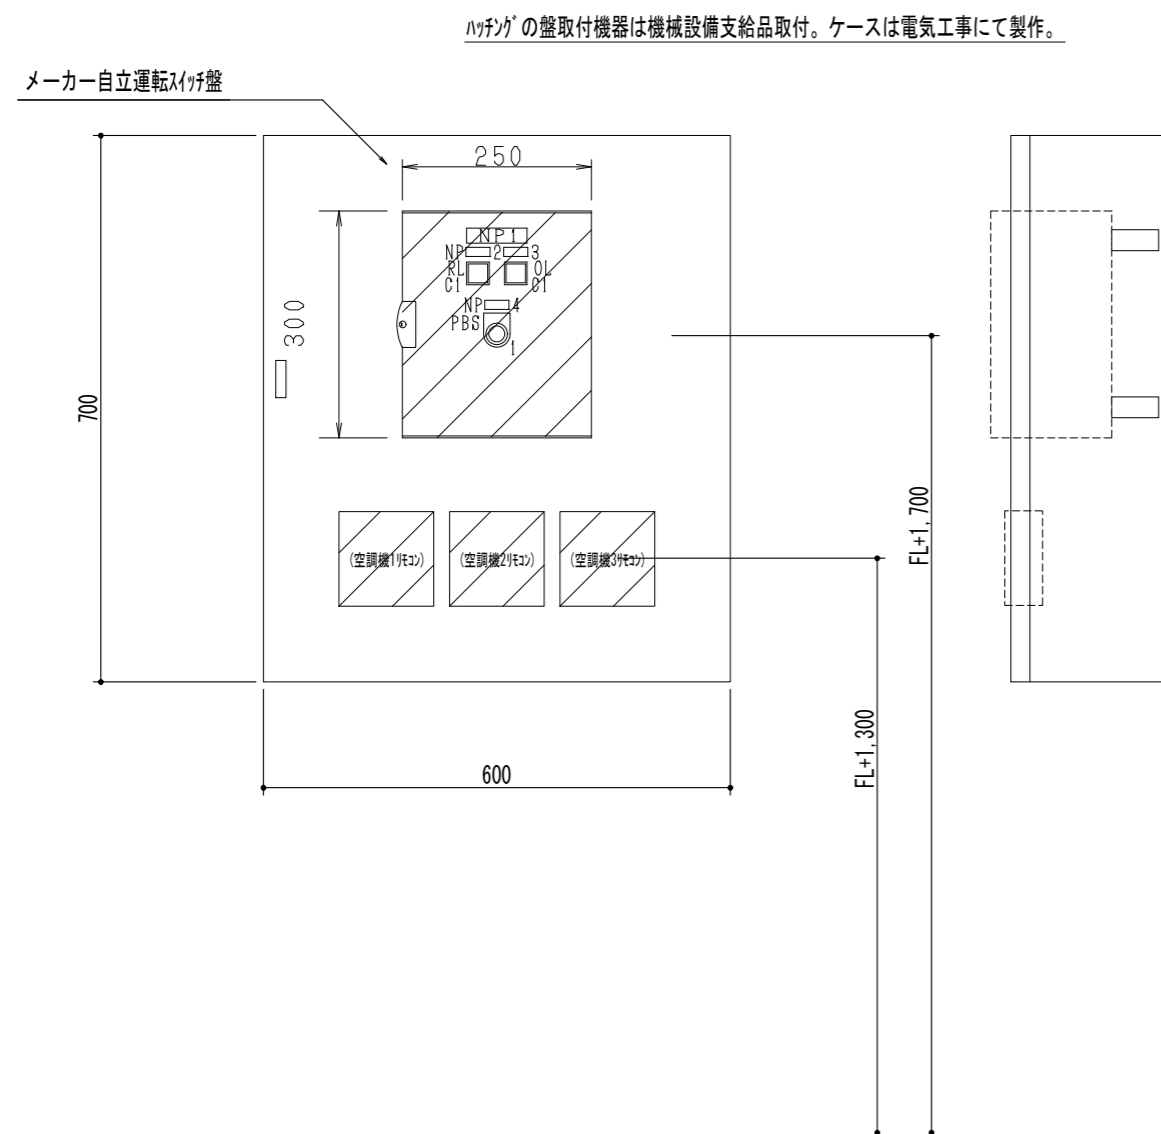 ﾊｯﾁﾝｸﾞの盤取付機器は機械設備支給品取付。ケースは電気工事にて製作。
メーカー自立運転ｽｲｯﾁ盤
250
NP1
NP 2 3
RL OL
C1 C1
300
NP 4
PBS
1
700
FL+1,700
(空調機1ﾘﾓｺﾝ) (空調機2ﾘﾓｺﾝ) (空調機3ﾘﾓｺﾝ)
FL+1,300
600